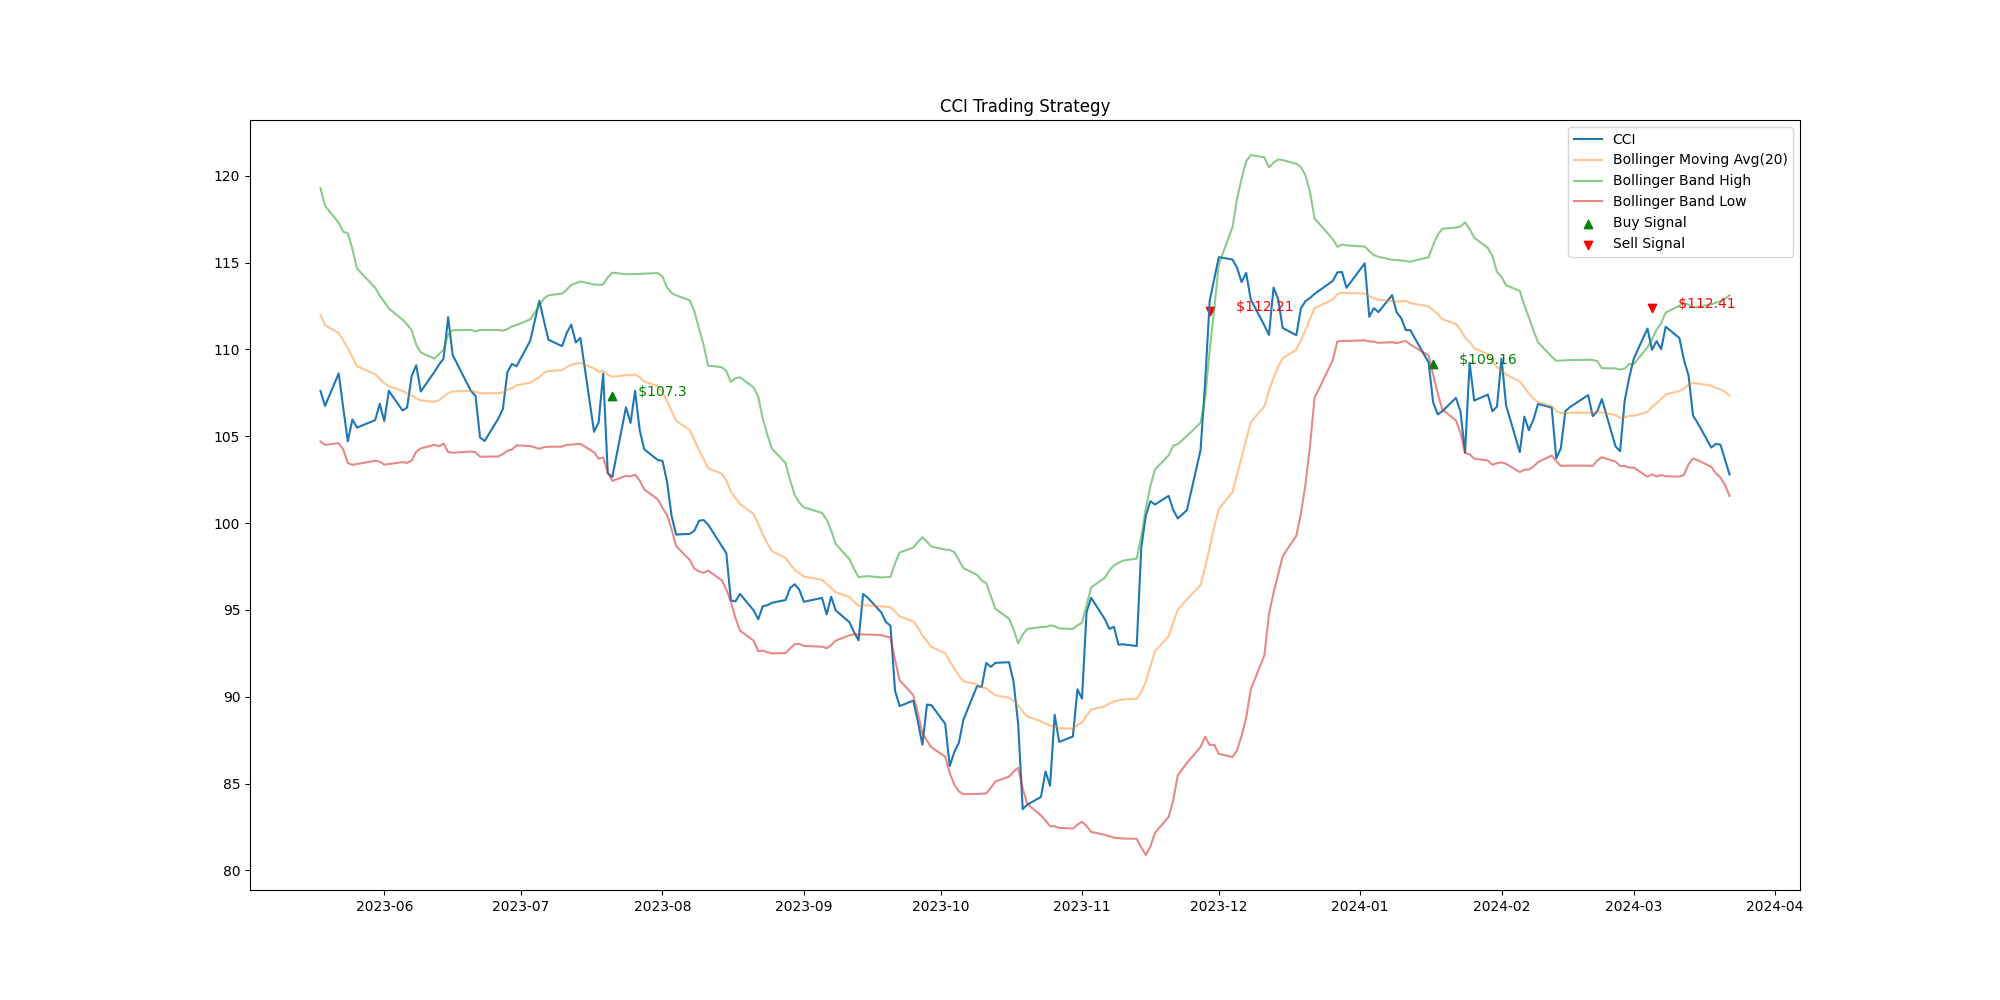 CCI Trading Strategy
CCI
Bollinger Moving Avg(20)
Bollinger Band High
Bollinger Band Low
Buy Signal
Sell Signal
120
115
110
105
100
95
90
85
80
$107.3
$112.21
$109.16
$112.41
2023-06 2023-07 2023-08 2023-09 2023-10 2023-11 2023-12 2024-01 2024-02 2024-03 2024-04